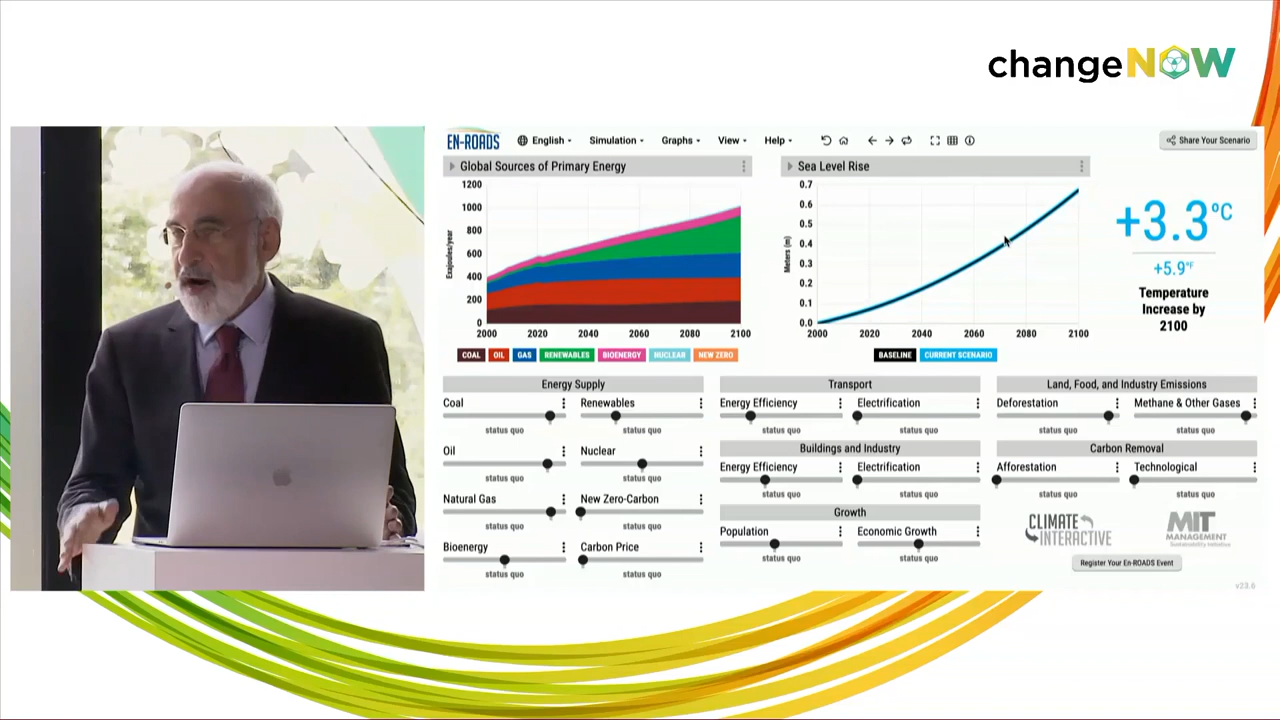 changeNOW
EN-ROADS English Simulation Graphs View Help Share Your Scenario
Global Sources of Primary Energy
Exajoules/year
1200
1000
800
600
400
200
0
2000 2020 2040 2060 2080 2100
COAL OIL GAS RENEWABLES BIOENERGY NUCLEAR NEW ZERO
Sea Level Rise
Meters (m)
0.7
0.6
0.5
0.4
0.3
0.2
0.1
0.0
2000 2020 2040 2060 2080 2100
BASELINE CURRENT SCENARIO
+3.3°C
+5.9°F
Temperature
Increase by
2100
Energy Supply
Coal Renewables
status quo status quo
Oil Nuclear
status quo status quo
Natural Gas New Zero-Carbon
status quo status quo
Bioenergy Carbon Price
status quo status quo
Transport
Energy Efficiency Electrification
status quo status quo
Buildings and Industry
Energy Efficiency Electrification
status quo status quo
Growth
Population Economic Growth
status quo status quo
Land, Food, and Industry Emissions
Deforestation Methane & Other Gases
status quo status quo
Carbon Removal
Afforestation Technological
status quo status quo
CLIMATE
INTERACTIVE
MIT
MANAGEMENT
Sustainability Initiative
Register Your En-ROADS Event
v23.6